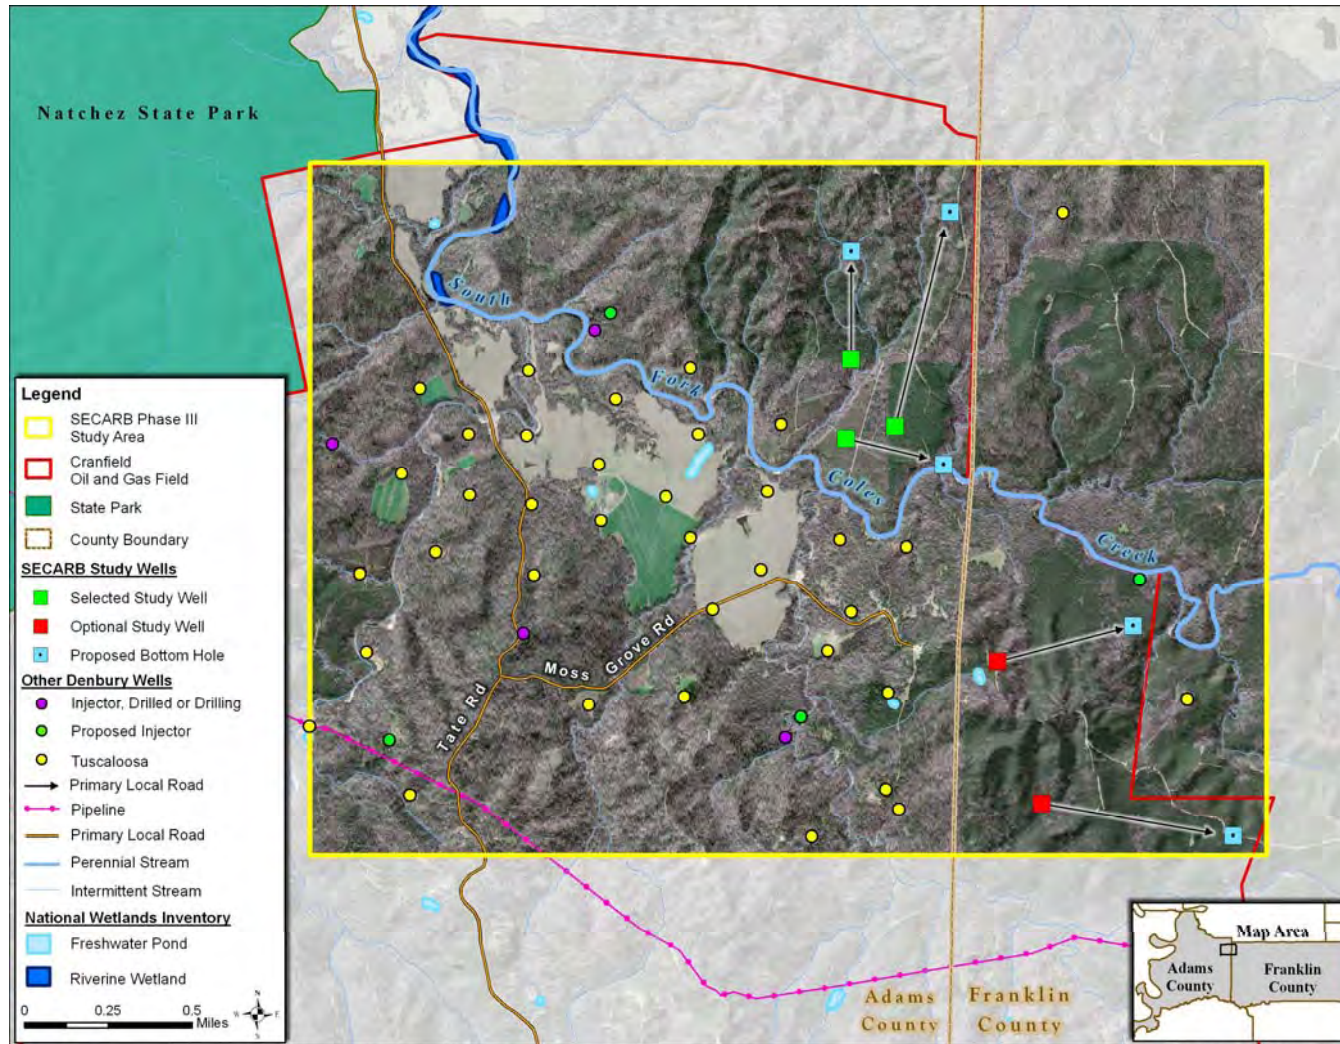 Natchez State Park
South
Fork
Coles
Creek
Moss Grove Rd
Tate Rd
Legend
SECARB Phase III
Study Area
Cranfield
Oil and Gas Field
State Park
County Boundary
SECARB Study Wells
Selected Study Well
Optional Study Well
Proposed Bottom Hole
Other Denbury Wells
Injector, Drilled or Drilling
Proposed Injector
Tuscaloosa
Primary Local Road
Pipeline
Primary Local Road
Perennial Stream
Intermittent Stream
National Wetlands Inventory
Freshwater Pond
Riverine Wetland
0 0.25 0.5
Miles
N
W E
S
Adams
County
Franklin
County
Map Area
Adams
County
Franklin
County